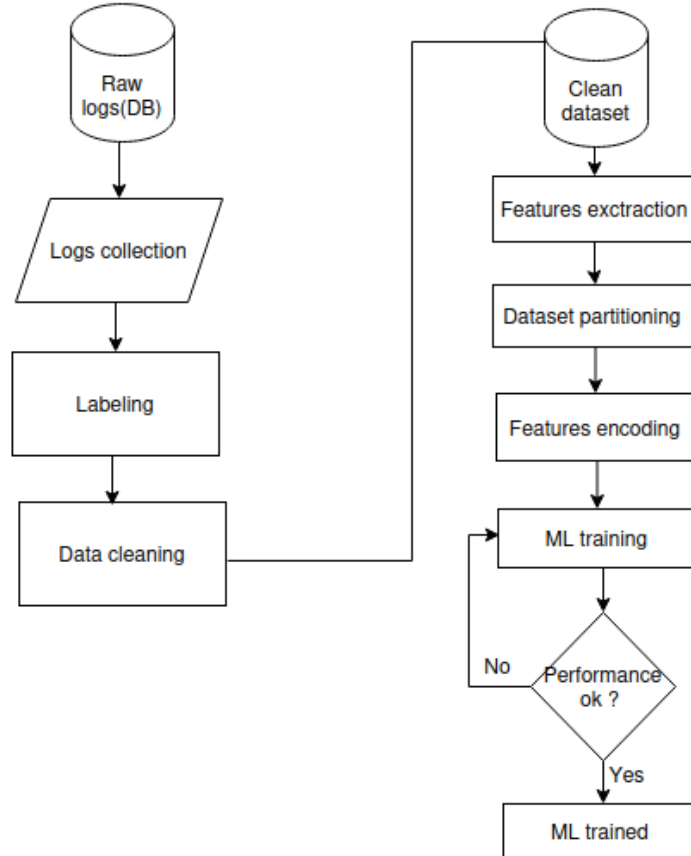 Raw
logs(DB)
Logs collection
Labeling
Data cleaning
Clean
dataset
Features exctraction
Dataset partitioning
Features encoding
ML training
No
Performance
ok ?
Yes
ML trained